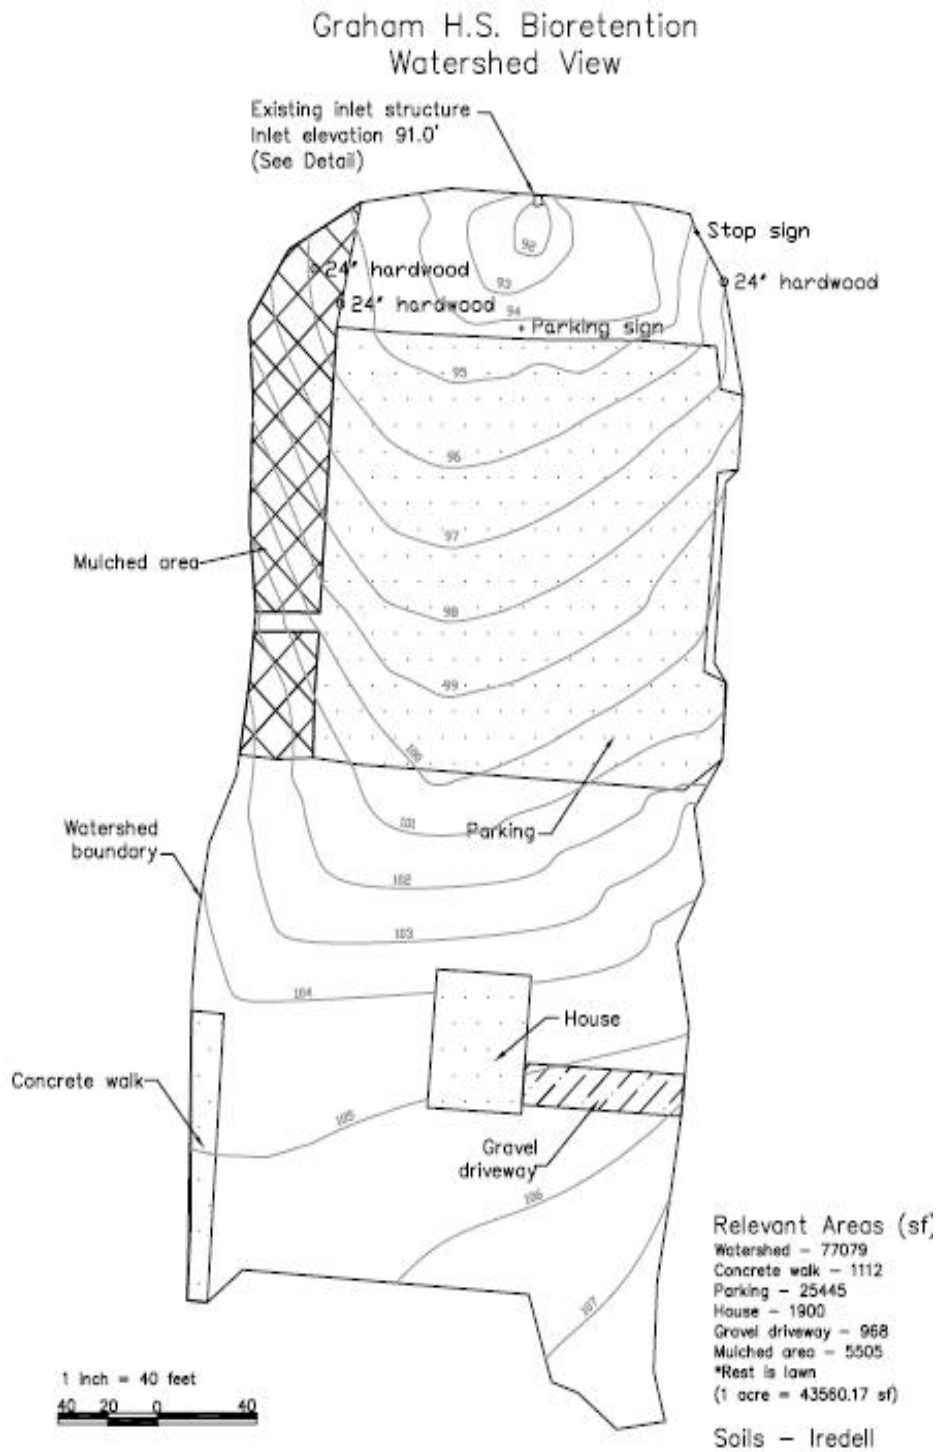 Graham H.S. Bioretention
Watershed View
Existing inlet structure
Inlet elevation 91.0'
(See Detail)
92
Stop sign
24" hardwood
24" hardwood
93
24" hardwood
94
Parking sign
95
96
97
Mulched area
98
99
100
101
Parking
Watershed
boundary
102
103
104
House
Concrete walk
105
Gravel
driveway
106
107
Relevant Areas (sf)
Watershed - 77079
Concrete walk - 1112
Parking - 25445
House - 1900
Gravel driveway - 968
Mulched area - 5505
*Rest is lawn
(1 acre = 43560.17 sf)
Soils - Iredell
1 inch = 40 feet
40 20 0 40